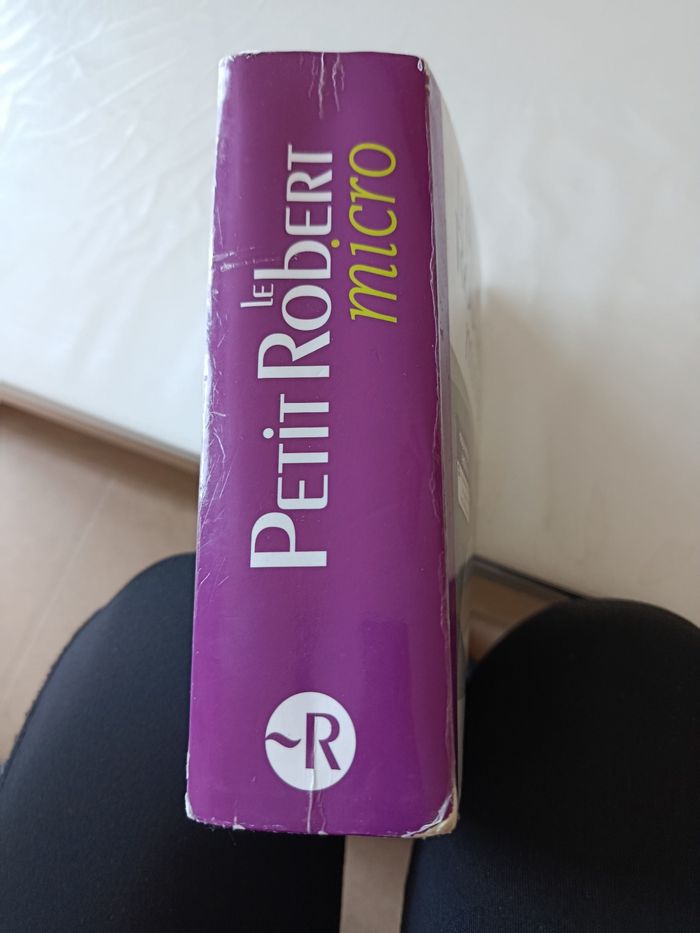 le
Petit Robert
micro
~R